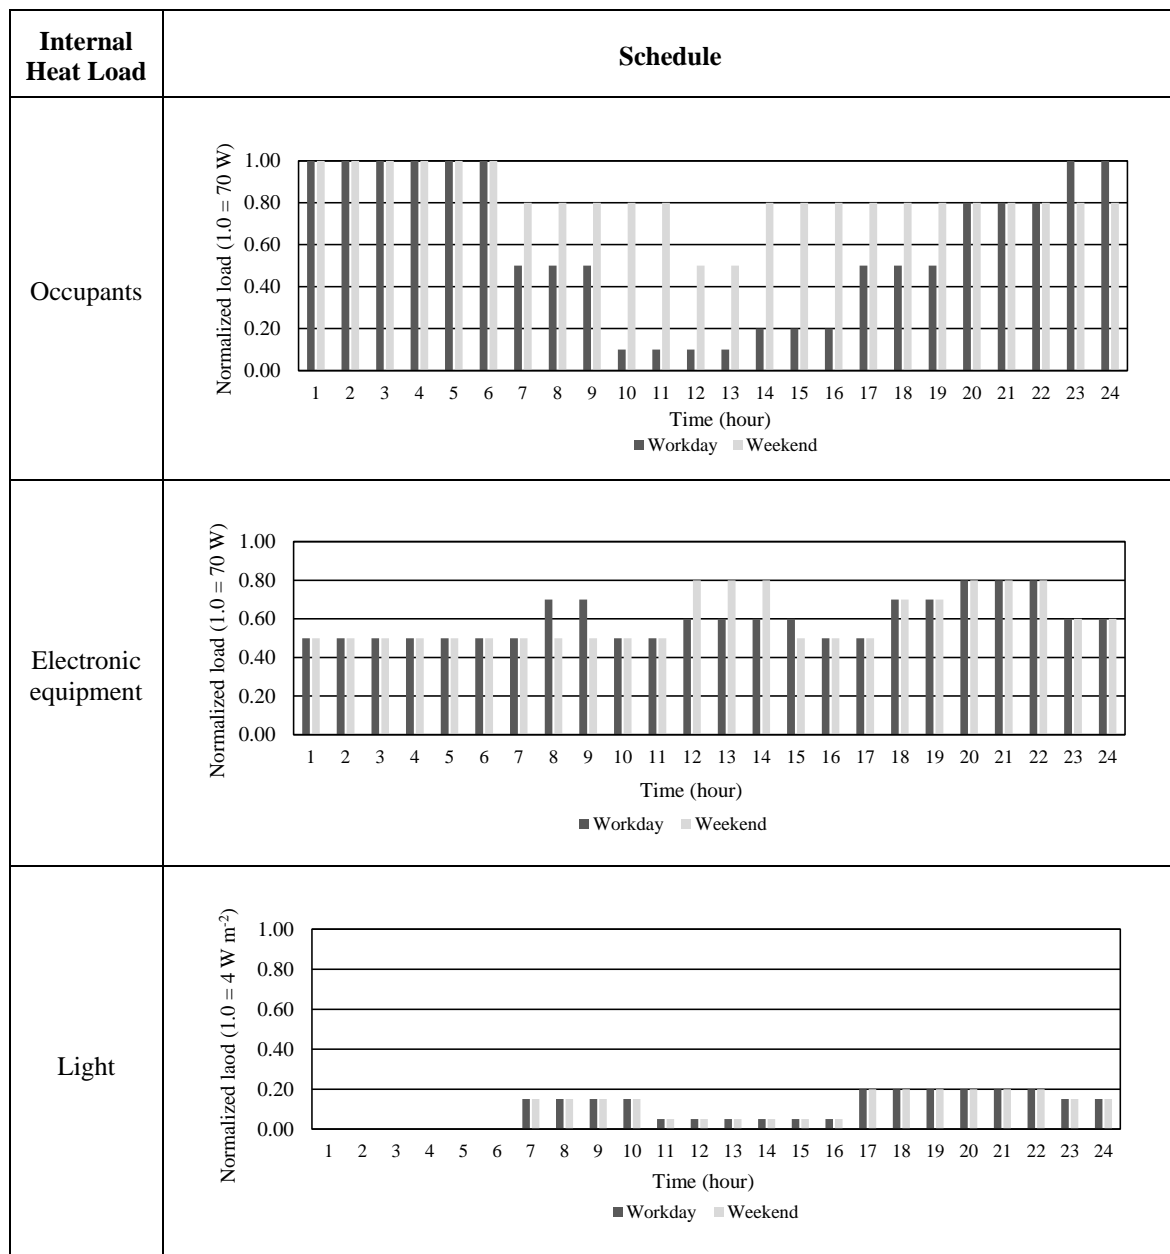 Internal
Heat Load
Schedule
Occupants
Normalized load (1.0 = 70 W)
1.00
0.80
0.60
0.40
0.20
0.00
1 2 3 4 5 6 7 8 9 10 11 12 13 14 15 16 17 18 19 20 21 22 23 24
Time (hour)
Workday Weekend
Electronic
equipment
Normalized load (1.0 = 70 W)
1.00
0.80
0.60
0.40
0.20
0.00
1 2 3 4 5 6 7 8 9 10 11 12 13 14 15 16 17 18 19 20 21 22 23 24
Time (hour)
Workday Weekend
Light
Normalized laod (1.0 = 4 W m⁻²)
1.00
0.80
0.60
0.40
0.20
0.00
1 2 3 4 5 6 7 8 9 10 11 12 13 14 15 16 17 18 19 20 21 22 23 24
Time (hour)
Workday Weekend